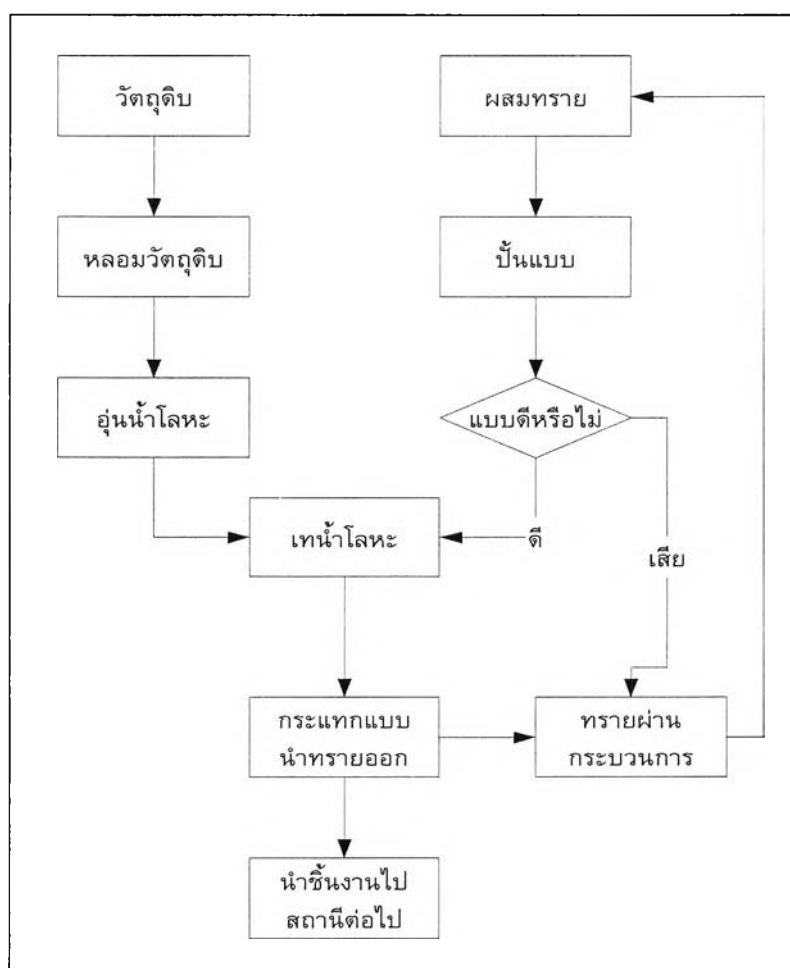 วัตถุดิบ
ผสมทราย
หลอมวัตถุดิบ
ปั้นแบบ
อุ่นน้ำโลหะ
แบบดีหรือไม่
เทน้ำโลหะ
ดี
เสีย
กระแทกแบบ
นำทรายออก
ทรายผ่าน
กระบวนการ
นำชิ้นงานไป
สถานีต่อไป